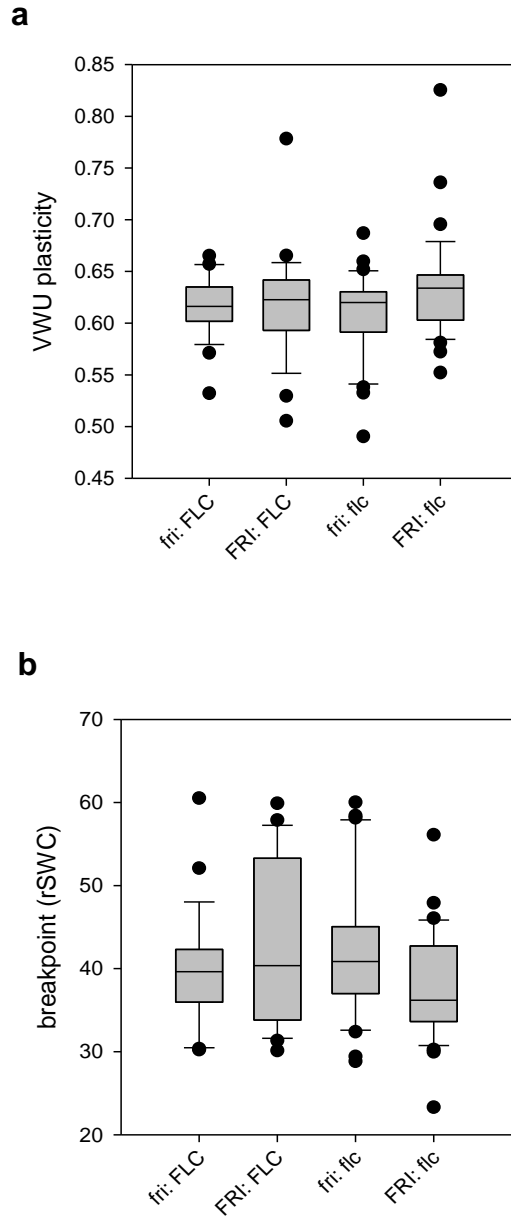 a
0.85
0.80
0.75
0.70
0.65
0.60
0.55
0.50
0.45
VWU plasticity
fri: FLC
FRI: FLC
fri: flc
FRI: flc
b
70
60
50
40
30
20
breakpoint (rSWC)
fri: FLC
FRI: FLC
fri: flc
FRI: flc